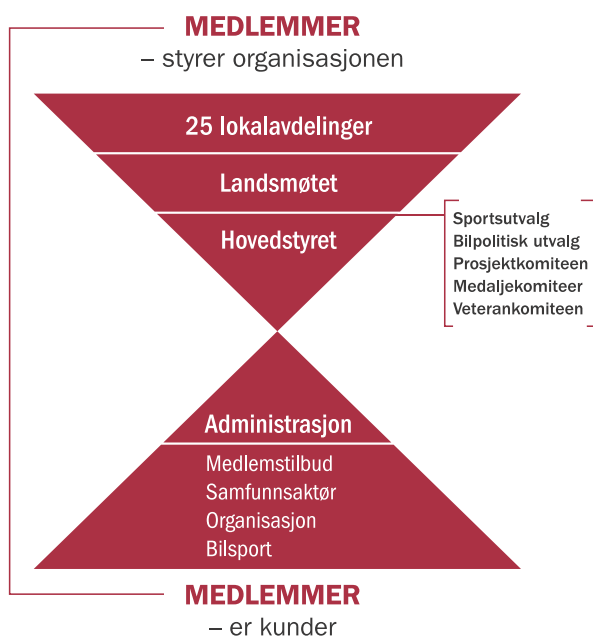 MEDLEMMER
– styrer organisasjonen
25 lokalavdelinger
Landsmøtet
Hovedstyret
Sportsutvalg
Bilpolitisk utvalg
Prosjektkomiteen
Medaljekomiteer
Veterankomiteen
Administrasjon
Medlemstilbud
Samfunnsaktør
Organisasjon
Bilsport
MEDLEMMER
– er kunder